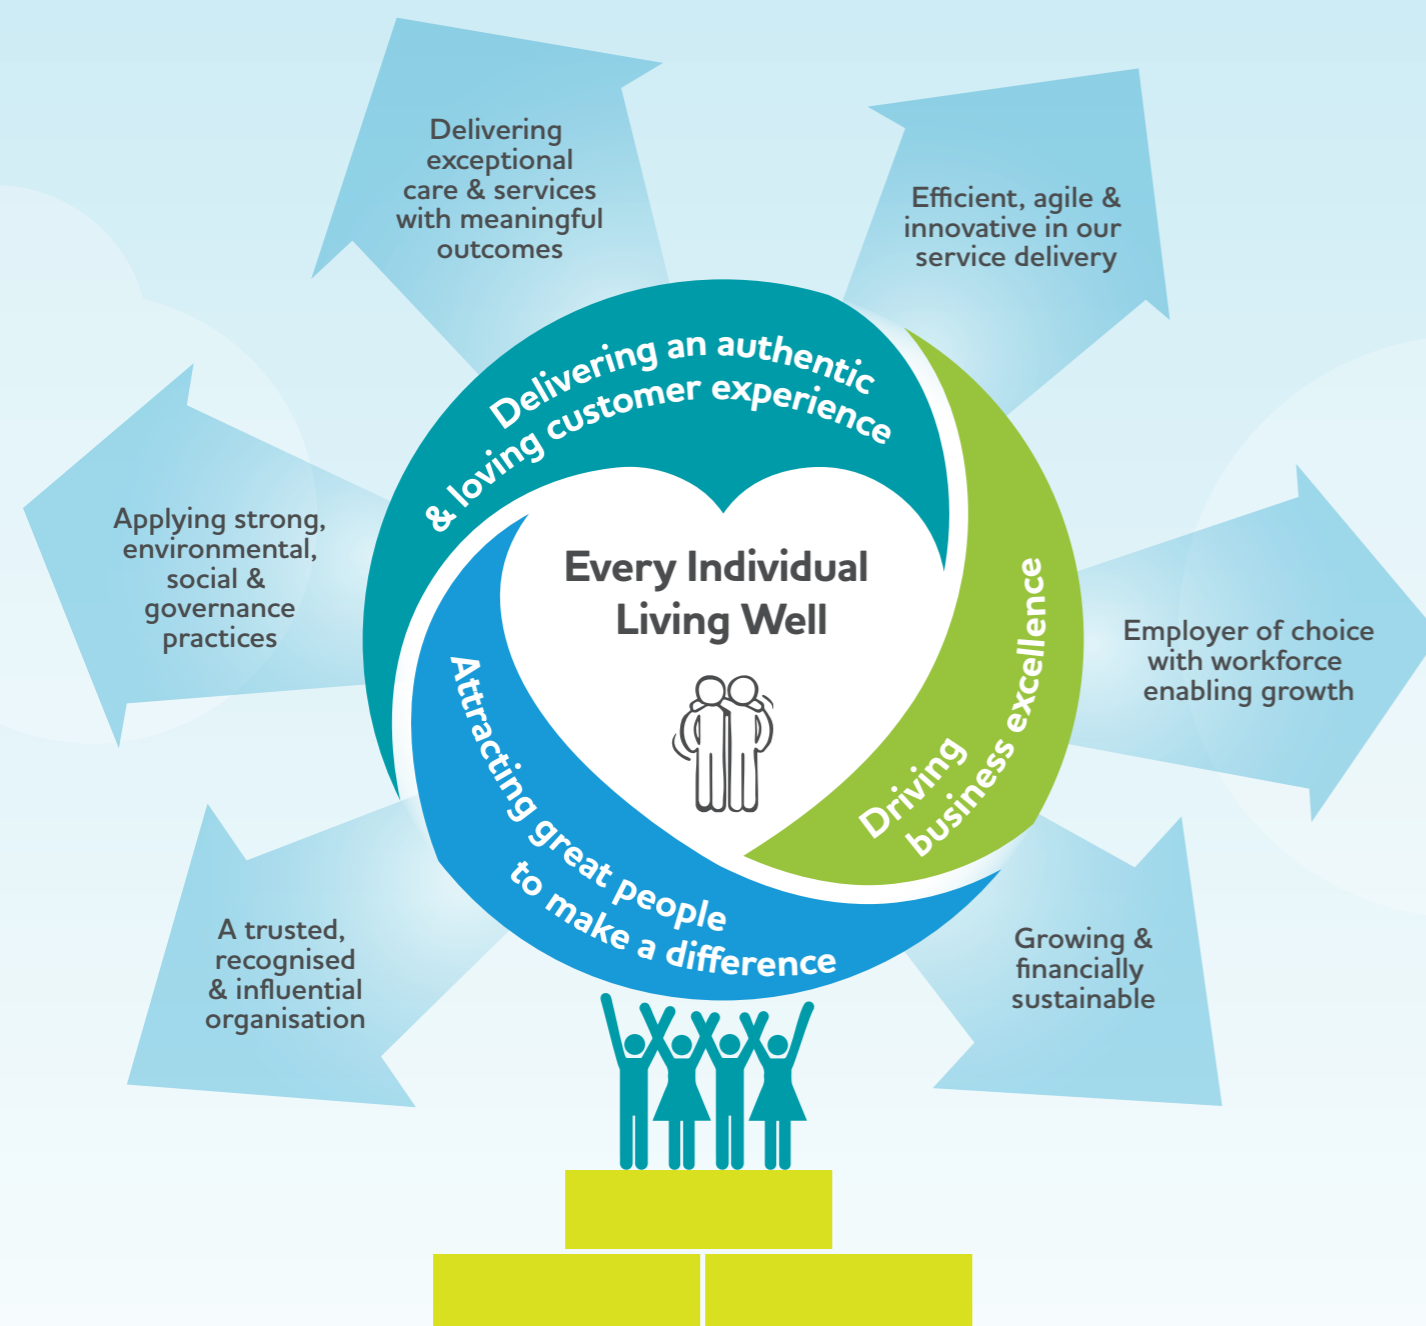 Delivering
exceptional
care & services
with meaningful
outcomes
Efficient, agile &
innovative in our
service delivery
Delivering an authentic
& loving customer experience
Applying strong,
environmental,
social &
governance
practices
Every Individual
Living Well
Employer of choice
with workforce
enabling growth
Driving
business excellence
Attracting great people
to make a difference
A trusted,
recognised
& influential
organisation
Growing &
financially
sustainable